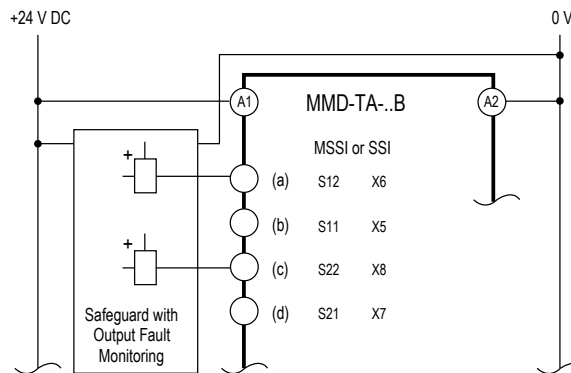 +24 V DC
0 V
A1
MMD-TA-..B
A2
MSSI or SSI
+
(a) S12 X6
(b) S11 X5
+
(c) S22 X8
(d) S21 X7
Safeguard with
Output Fault
Monitoring